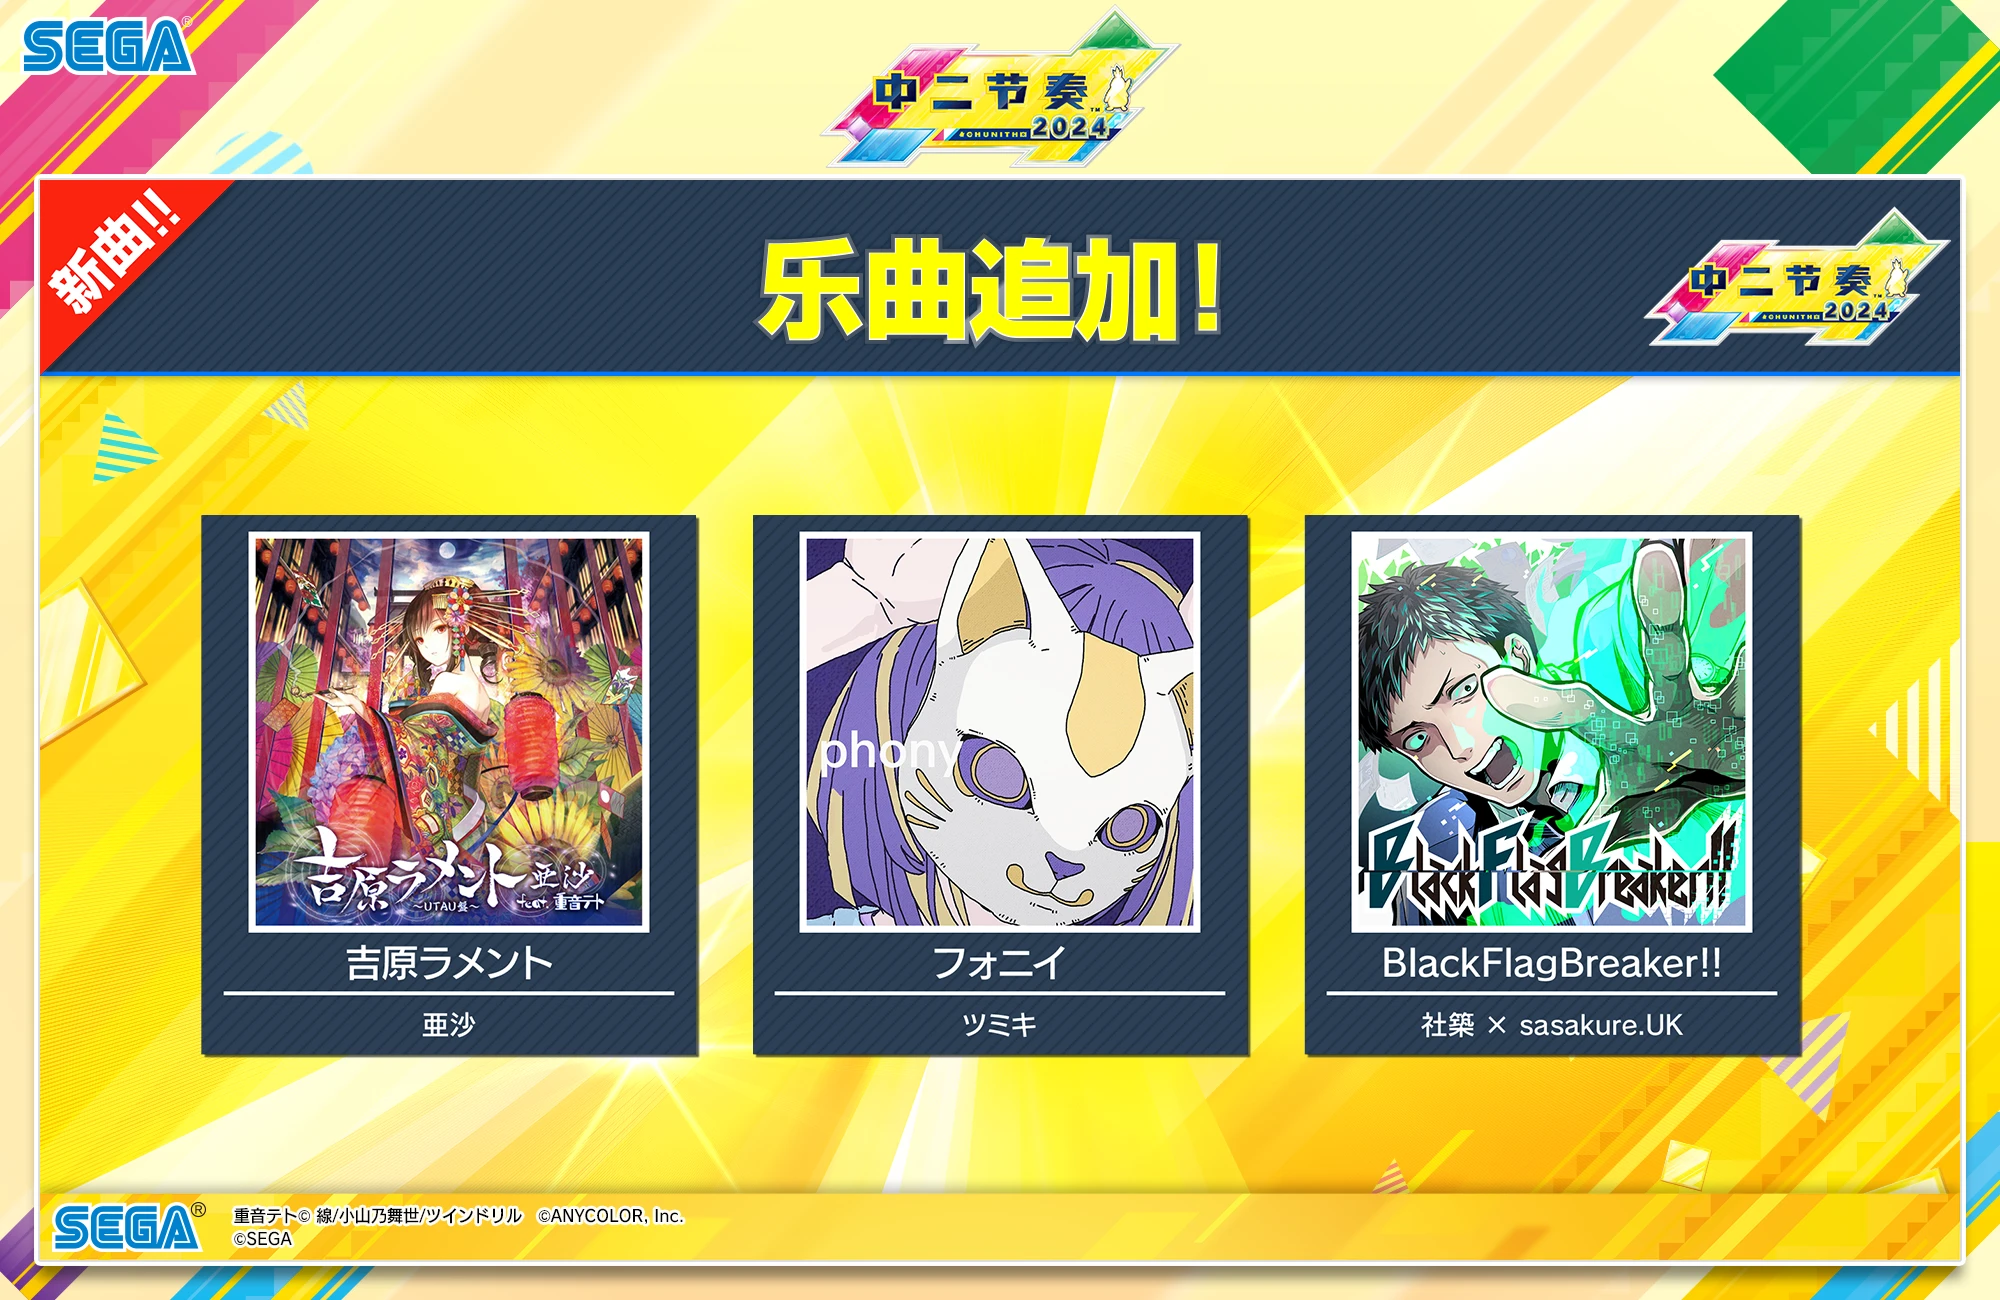 SEGA®
中二节奏™
CHUNITHM
2024
新曲!!
乐曲追加!
中二节奏™
CHUNITHM
2024
吉原ラメント 亜沙
～UTAU盤～ feat. 重音テト
吉原ラメント
亜沙
phony
フォニイ
ツミキ
BlackFlagBreaker!!
BlackFlagBreaker!!
社築 × sasakure.UK
SEGA®
重音テト© 線/小山乃舞世/ツインドリル ©ANYCOLOR, Inc.
©SEGA